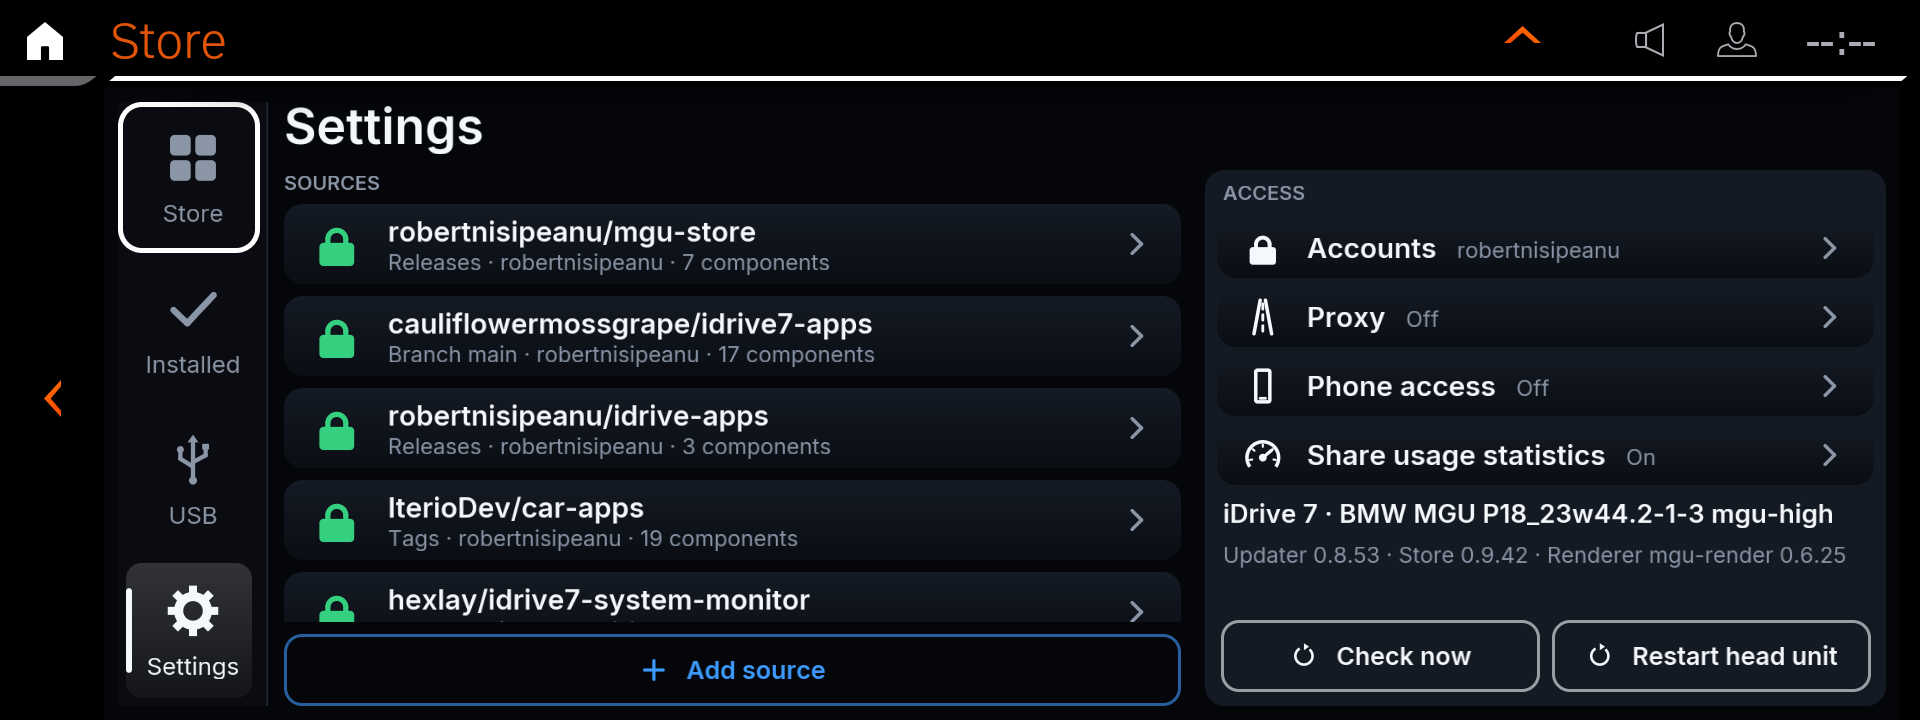 Store
--:--
Store
Installed
USB
Settings
Settings
SOURCES
robertnisipeanu/mgu-store
Releases · robertnisipeanu · 7 components
cauliflowermossgrape/idrive7-apps
Branch main · robertnisipeanu · 17 components
robertnisipeanu/idrive-apps
Releases · robertnisipeanu · 3 components
IterioDev/car-apps
Tags · robertnisipeanu · 19 components
hexlay/idrive7-system-monitor
Add source
ACCESS
Accounts robertnisipeanu
Proxy Off
Phone access Off
Share usage statistics On
iDrive 7 · BMW MGU P18_23w44.2-1-3 mgu-high
Updater 0.8.53 · Store 0.9.42 · Renderer mgu-render 0.6.25
Check now
Restart head unit